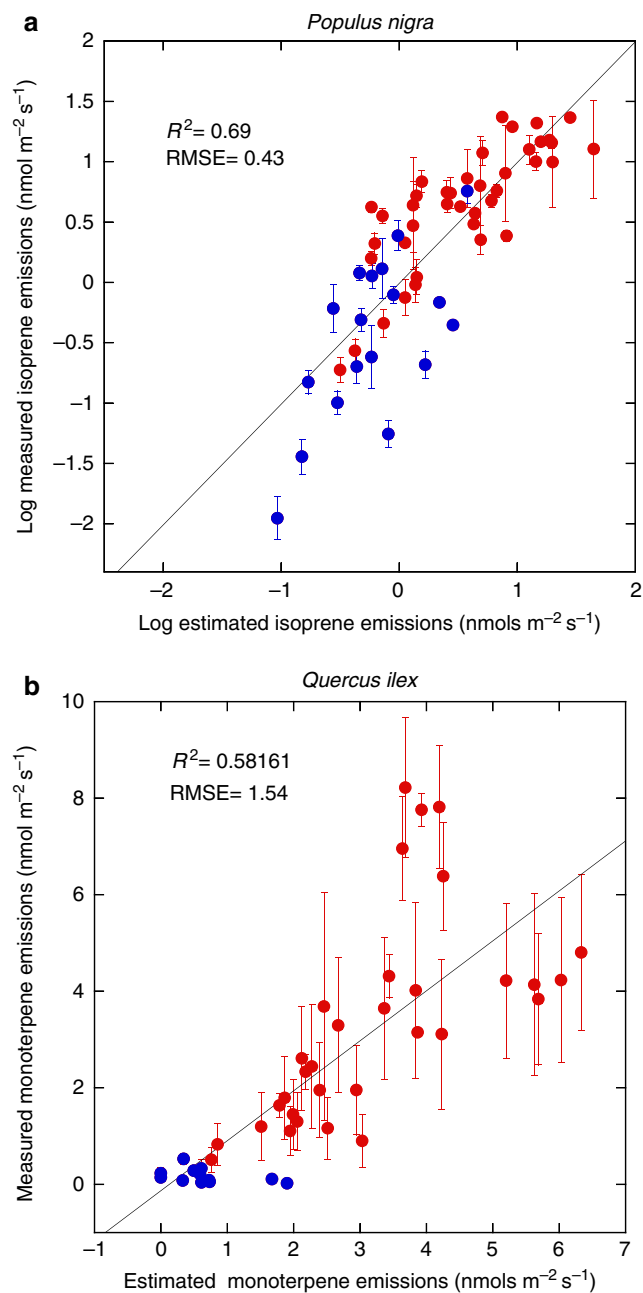 a
Populus nigra
2
1.5
1
0.5
0
−0.5
−1
−1.5
−2
R²= 0.69
RMSE= 0.43
Log measured isoprene emissions (nmol m⁻² s⁻¹)
−2
−1
0
1
2
Log estimated isoprene emissions (nmols m⁻² s⁻¹)
b
Quercus ilex
10
8
6
4
2
0
R²= 0.58161
RMSE= 1.54
Measured monoterpene emissions (nmol m⁻² s⁻¹)
−1
0
1
2
3
4
5
6
7
Estimated monoterpene emissions (nmols m⁻² s⁻¹)